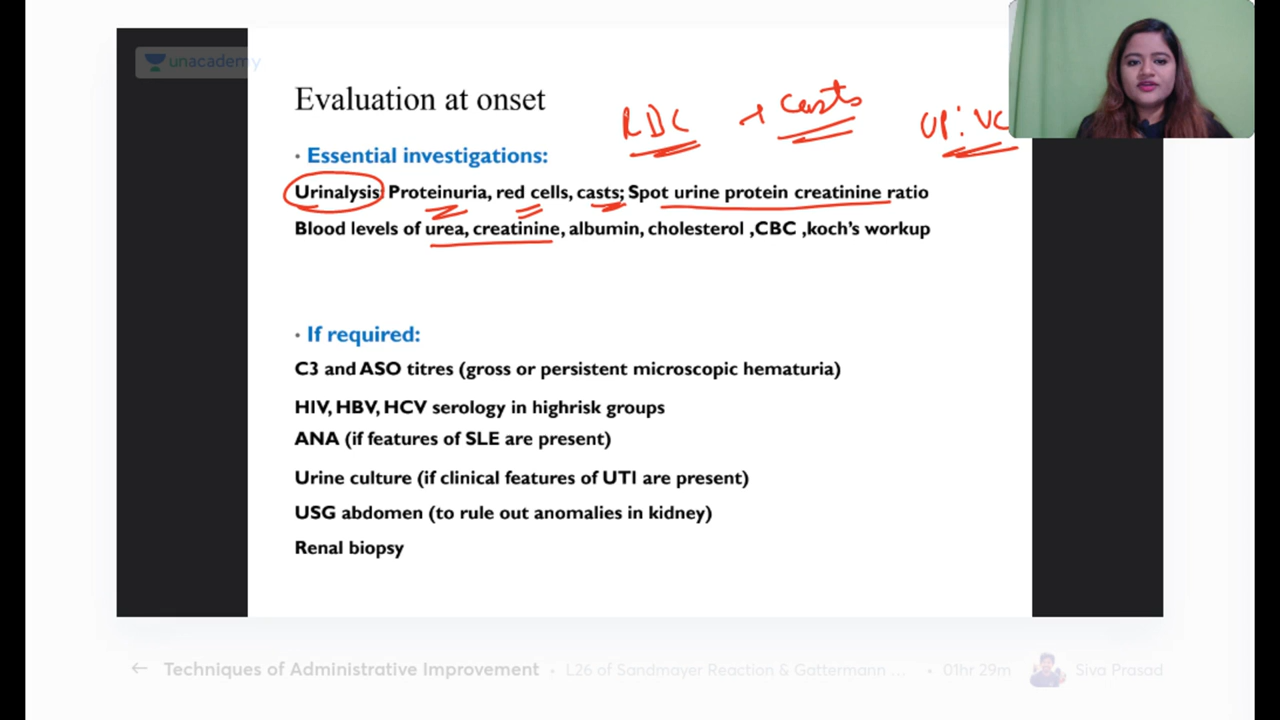 unacademy
Evaluation at onset
RBC + casts UP:UC
• Essential investigations:
Urinalysis: Proteinuria, red cells, casts; Spot urine protein creatinine ratio
Blood levels of urea, creatinine, albumin, cholesterol ,CBC ,koch's workup
• If required:
C3 and ASO titres (gross or persistent microscopic hematuria)
HIV, HBV, HCV serology in highrisk groups
ANA (if features of SLE are present)
Urine culture (if clinical features of UTI are present)
USG abdomen (to rule out anomalies in kidney)
Renal biopsy
← Techniques of Administrative Improvement • L26 of Sandmayer Reaction & Gattermann ... • 01hr 29m Siva Prasad